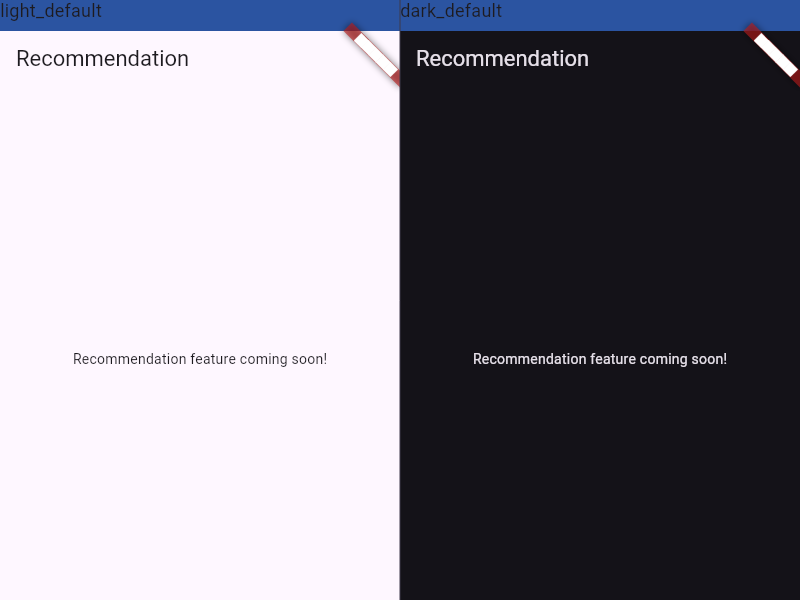 light_default
Recommendation
Recommendation feature coming soon!
dark_default
Recommendation
Recommendation feature coming soon!